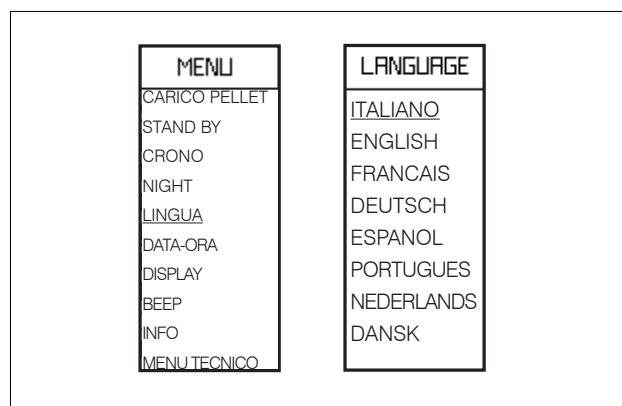 MENU
CARICO PELLET
STAND BY
CRONO
NIGHT
LINGUA
DATA-ORA
DISPLAY
BEEP
INFO
MENU TECNICO
LANGUAGE
ITALIANO
ENGLISH
FRANCAIS
DEUTSCH
ESPANOL
PORTUGUES
NEDERLANDS
DANSK